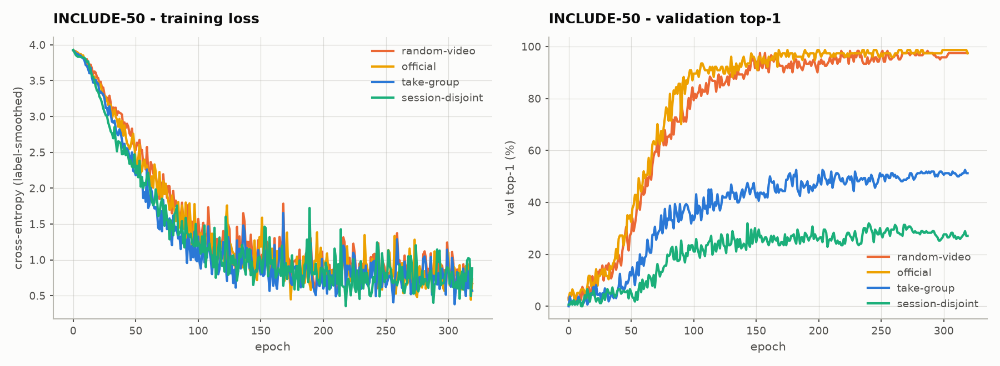 INCLUDE-50 - training loss
cross-entropy (label-smoothed)
4.0
3.5
3.0
2.5
2.0
1.5
1.0
0.5
0 50 100 150 200 250 300
epoch
random-video
official
take-group
session-disjoint
INCLUDE-50 - validation top-1
val top-1 (%)
100
80
60
40
20
0
0 50 100 150 200 250 300
epoch
random-video
official
take-group
session-disjoint